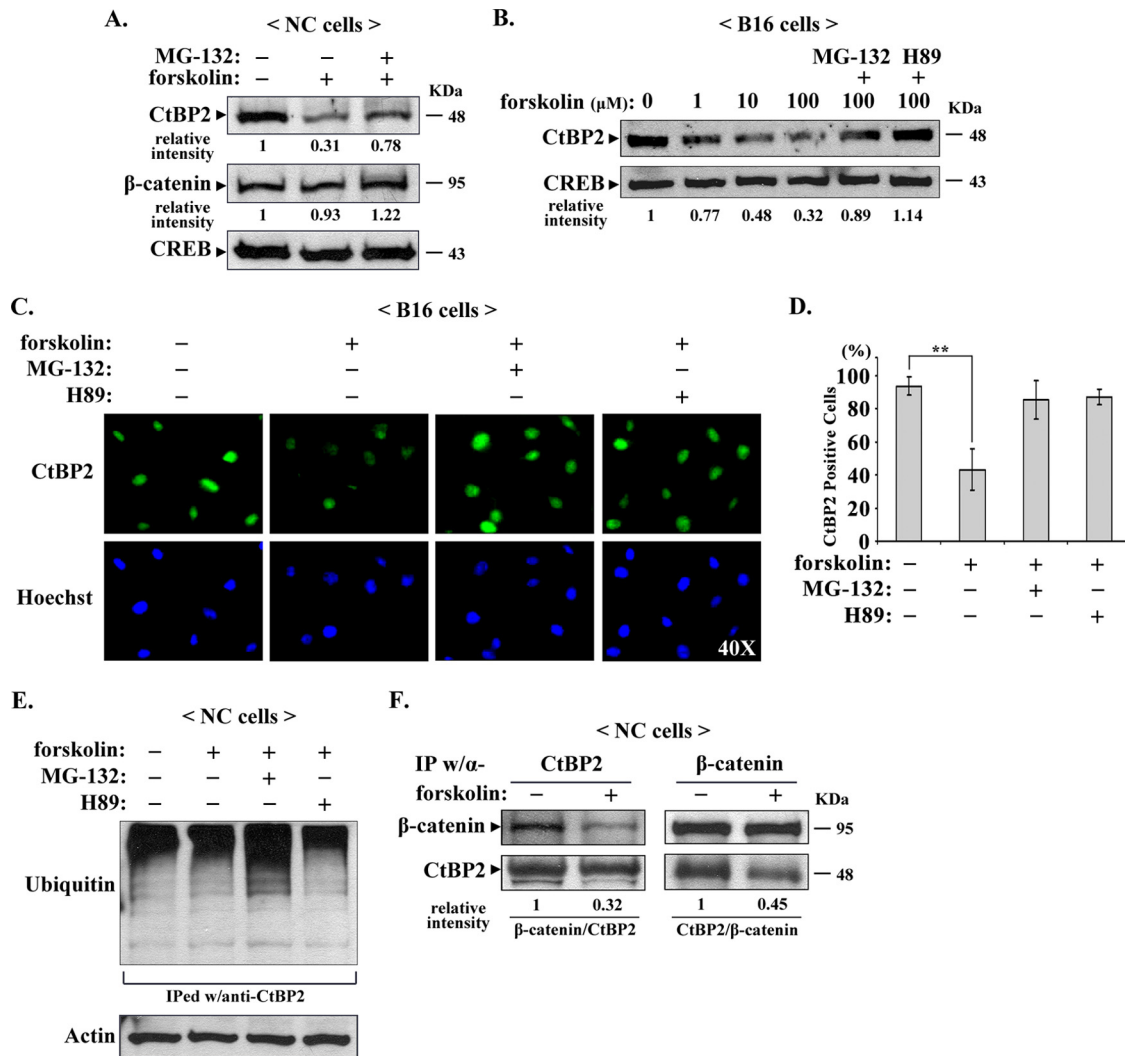 A.
< NC cells >
MG-132: – – +
forskolin: – + +
KDa
CtBP2 – 48
relative intensity 1 0.31 0.78
β-catenin – 95
relative intensity 1 0.93 1.22
CREB – 43
B.
< B16 cells >
MG-132 H89
+ +
forskolin (μM): 0 1 10 100 100 100 KDa
CtBP2 – 48
CREB – 43
relative intensity 1 0.77 0.48 0.32 0.89 1.14
C.
< B16 cells >
forskolin: – + + +
MG-132: – – + –
H89: – – – +
CtBP2
Hoechst
40X
D.
(%)
**
CtBP2 Positive Cells
100
80
60
40
20
0
forskolin: – + + +
MG-132: – – + –
H89: – – – +
E.
< NC cells >
forskolin: – + + +
MG-132: – – + –
H89: – – – +
Ubiquitin
IPed w/anti-CtBP2
Actin
F.
< NC cells >
IP w/α- CtBP2 β-catenin
forskolin: – + – + KDa
β-catenin – 95
CtBP2 – 48
relative intensity 1 0.32 1 0.45
β-catenin/CtBP2 CtBP2/β-catenin